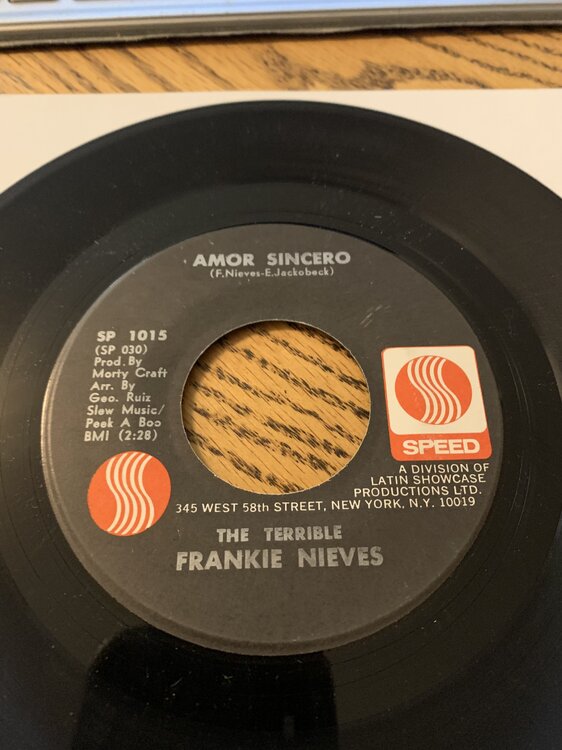 AMOR SINCERO
(F.Nieves-E.Jackobeck)
SP 1015
(SP 030)
Prod. By
Morty Craft
Arr. By
Geo. Ruiz
Slew Music/
Peek A Boo
BMI (2:28)
SPEED
A DIVISION OF
LATIN SHOWCASE
PRODUCTIONS LTD.
345 WEST 58th STREET, NEW YORK, N.Y. 10019
THE TERRIBLE
FRANKIE NIEVES